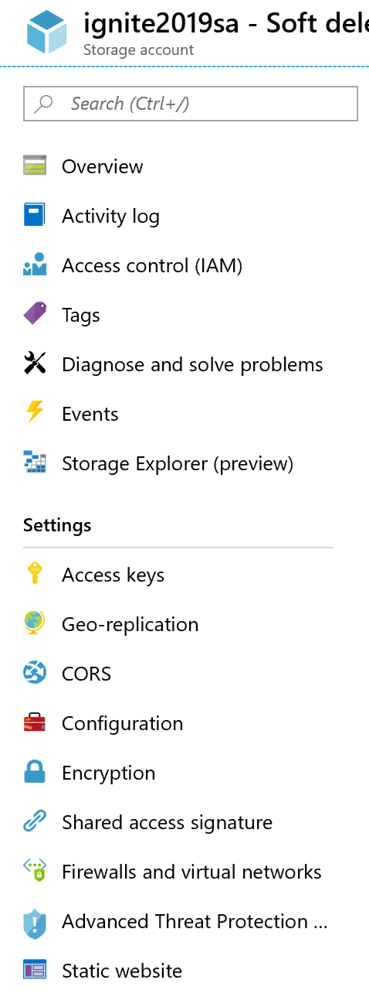 ignite2019sa - Soft dele
Storage account
Search (Ctrl+/)
Overview
Activity log
Access control (IAM)
Tags
Diagnose and solve problems
Events
Storage Explorer (preview)
Settings
Access keys
Geo-replication
CORS
Configuration
Encryption
Shared access signature
Firewalls and virtual networks
Advanced Threat Protection ...
Static website